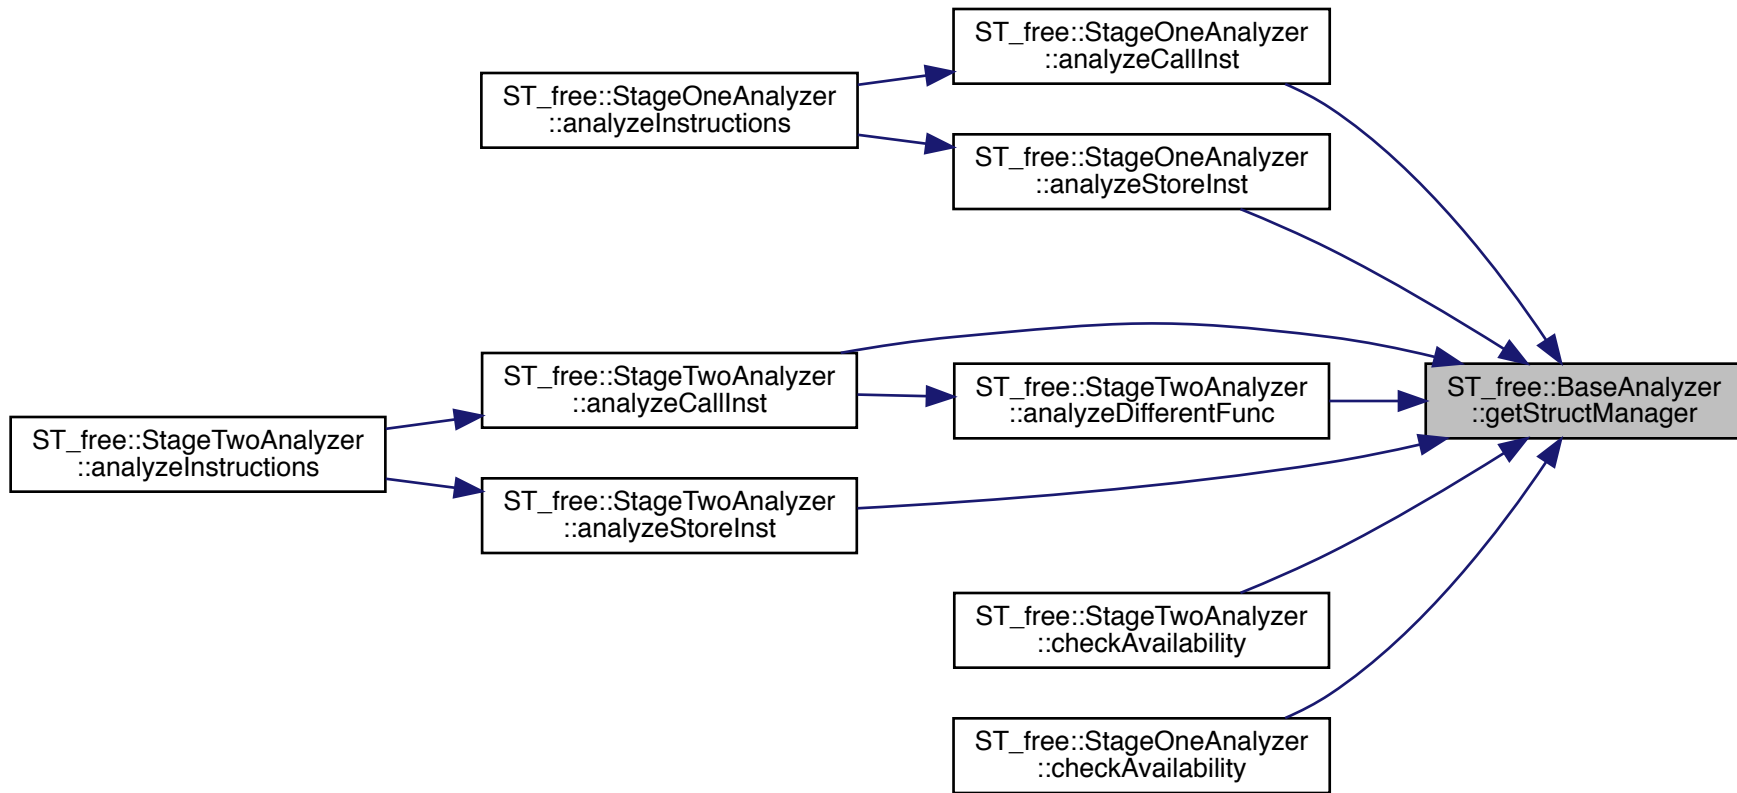 ST_free::StageOneAnalyzer
::analyzeCallInst
ST_free::StageOneAnalyzer
::analyzeInstructions
ST_free::StageOneAnalyzer
::analyzeStoreInst
ST_free::StageTwoAnalyzer
::analyzeCallInst
ST_free::StageTwoAnalyzer
::analyzeDifferentFunc
ST_free::BaseAnalyzer
::getStructManager
ST_free::StageTwoAnalyzer
::analyzeInstructions
ST_free::StageTwoAnalyzer
::analyzeStoreInst
ST_free::StageTwoAnalyzer
::checkAvailability
ST_free::StageOneAnalyzer
::checkAvailability